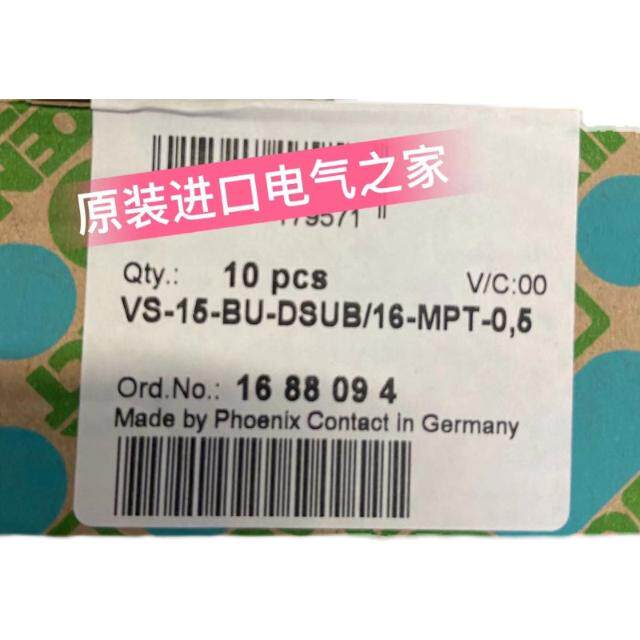 原装进口电气之家
179571
Qty.: 10 pcs V/C:00
VS-15-BU-DSUB/16-MPT-0,5
Ord.No.: 16 88 09 4
Made by Phoenix Contact in Germany